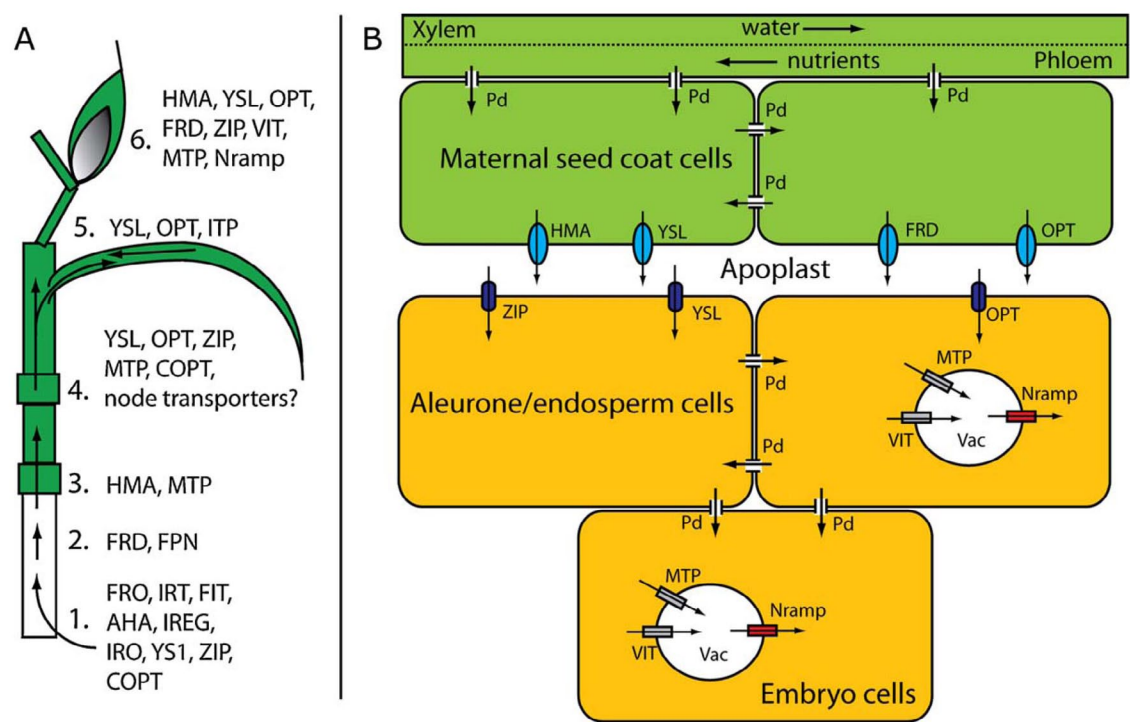 A
HMA, YSL, OPT,
6. FRD, ZIP, VIT,
MTP, Nramp
5. YSL, OPT, ITP
YSL, OPT, ZIP,
MTP, COPT,
4. node transporters?
3. HMA, MTP
2. FRD, FPN
FRO, IRT, FIT,
1. AHA, IREG,
IRO, YS1, ZIP,
COPT
B
Xylem water
nutrients Phloem
Pd Pd Pd
Pd
Maternal seed coat cells
Pd
HMA YSL FRD OPT
Apoplast
ZIP YSL OPT
MTP
Pd
Nramp
Aleurone/endosperm cells
VIT Vac
Pd
Pd Pd
MTP
Nramp
VIT Vac
Embryo cells